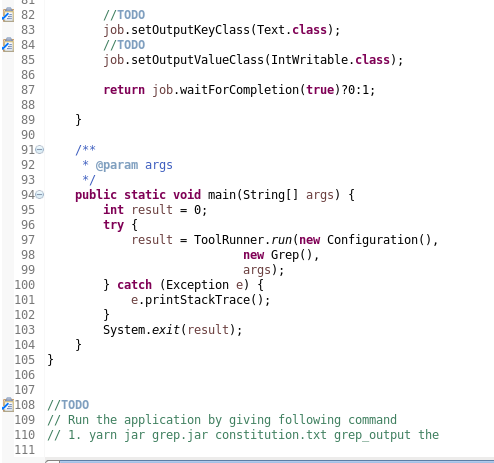 81
82 //TODO
83 job.setOutputKeyClass(Text.class);
84 //TODO
85 job.setOutputValueClass(IntWritable.class);
86
87 return job.waitForCompletion(true)?0:1;
88
89 }
90
91 /**
92 * @param args
93 */
94 public static void main(String[] args) {
95 int result = 0;
96 try {
97 result = ToolRunner.run(new Configuration(),
98 new Grep(),
99 args);
100 } catch (Exception e) {
101 e.printStackTrace();
102 }
103 System.exit(result);
104 }
105 }
106
107
108 //TODO
109 // Run the application by giving following command
110 // 1. yarn jar grep.jar constitution.txt grep_output the
111